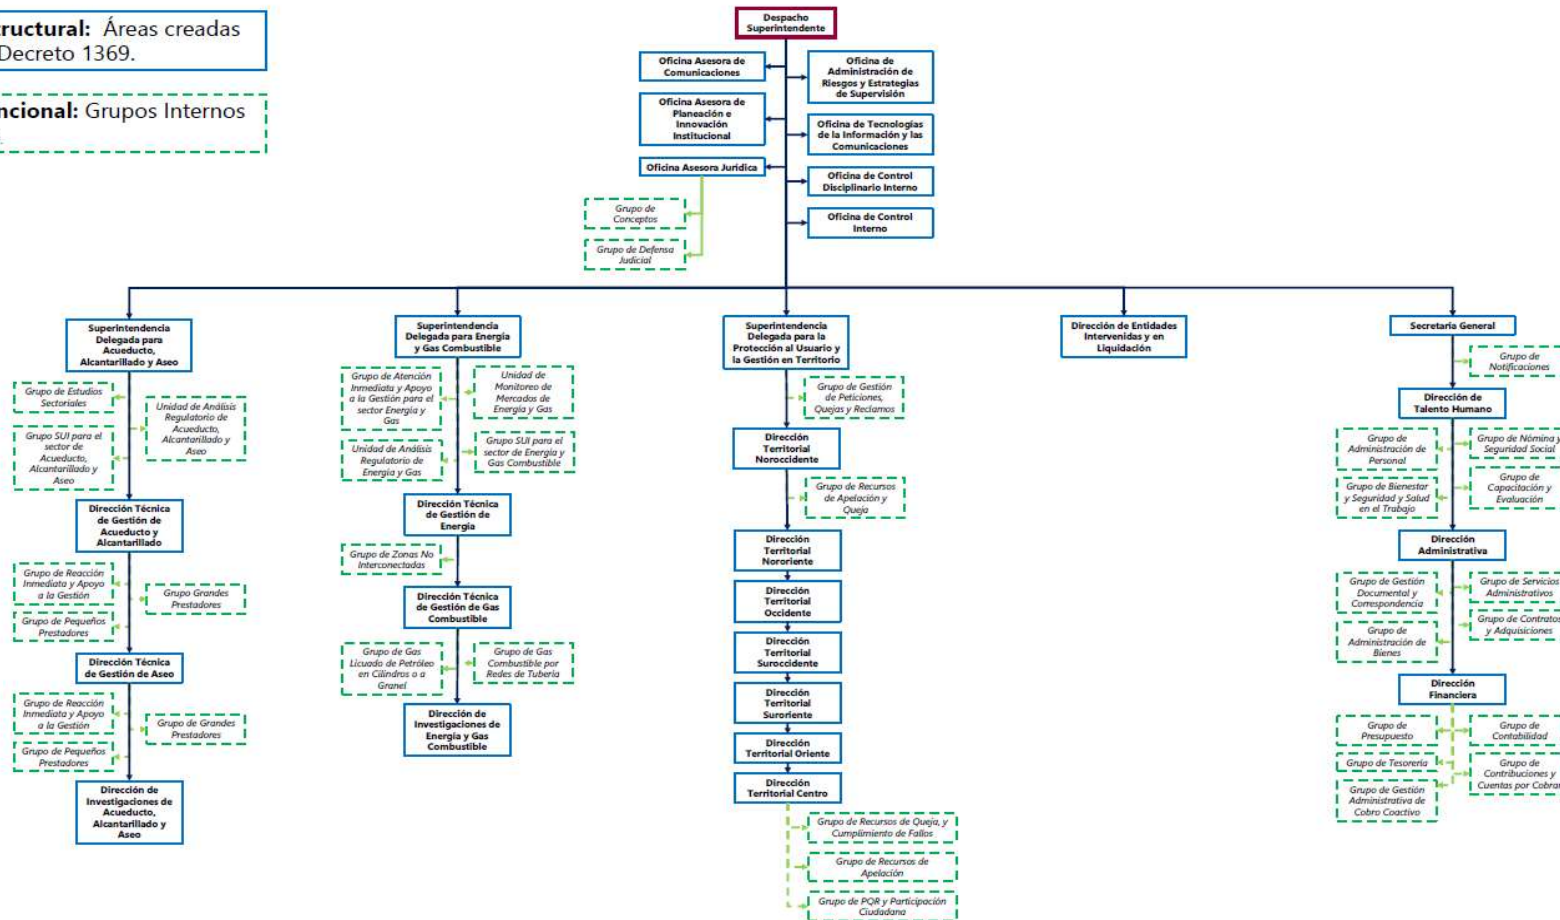 ructural: Áreas creadas
Decreto 1369.
ncional: Grupos Internos
Despacho
Superintendente
Oficina Asesora de
Comunicaciones
Oficina de
Administración de
Riesgos y Estrategias
de Supervisión
Oficina Asesora de
Planeación e
Innovación
Institucional
Oficina de Tecnologías
de la Información y las
Comunicaciones
Oficina Asesora Jurídica
Oficina de Control
Disciplinario Interno
Oficina de Control
Interno
Grupo de
Conceptos
Grupo de Defensa
Judicial
Superintendencia
Delegada para
Acueducto,
Alcantarillado y Aseo
Grupo de Estudios
Sectoriales
Unidad de Análisis
Regulatorio de
Acueducto,
Alcantarillado y
Aseo
Grupo SUI para el
sector de
Acueducto,
Alcantarillado y
Aseo
Dirección Técnica
de Gestión de
Acueducto y
Alcantarillado
Grupo de Reacción
Inmediata y Apoyo
a la Gestión
Grupo Grandes
Prestadores
Grupo de Pequeños
Prestadores
Dirección Técnica
de Gestión de Aseo
Grupo de Reacción
Inmediata y Apoyo
a la Gestión
Grupo de Grandes
Prestadores
Grupo de Pequeños
Prestadores
Dirección de
Investigaciones de
Acueducto,
Alcantarillado y
Aseo
Superintendencia
Delegada para Energía
y Gas Combustible
Grupo de Atención
Inmediata y Apoyo
a la Gestión para el
sector Energía y
Gas
Unidad de
Monitoreo de
Mercados de
Energía y Gas
Unidad de Análisis
Regulatorio de
Energía y Gas
Grupo SUI para el
sector de Energía y
Gas Combustible
Dirección Técnica
de Gestión de
Energía
Grupo de Zonas No
Interconectadas
Dirección Técnica
de Gestión de Gas
Combustible
Grupo de Gas
Licuado de Petróleo
en Cilindros o a
Granel
Grupo de Gas
Combustible por
Redes de Tubería
Dirección de
Investigaciones de
Energía y Gas
Combustible
Superintendencia
Delegada para la
Protección al Usuario y
la Gestión en Territorio
Grupo de Gestión
de Peticiones,
Quejas y Reclamos
Dirección
Territorial
Noroccidente
Grupo de Recursos
de Apelación y
Queja
Dirección
Territorial
Nororiente
Dirección
Territorial
Occidente
Dirección
Territorial
Suroccidente
Dirección
Territorial
Suroriente
Dirección
Territorial Oriente
Dirección
Territorial Centro
Grupo de Recursos de Queja, y
Cumplimiento de Fallos
Grupo de Recursos de
Apelación
Grupo de PQR y Participación
Ciudadana
Dirección de Entidades
Intervenidas y en
Liquidación
Secretaria General
Grupo de
Notificaciones
Dirección de
Talento Humano
Grupo de
Administración de
Personal
Grupo de Nómina y
Seguridad Social
Grupo de Bienestar
y Seguridad y Salud
en el Trabajo
Grupo de
Capacitación y
Evaluación
Dirección
Administrativa
Grupo de Gestión
Documental y
Correspondencia
Grupo de Servicios
Administrativos
Grupo de
Administración de
Bienes
Grupo de Contratos
y Adquisiciones
Dirección
Financiera
Grupo de
Presupuesto
Grupo de
Contabilidad
Grupo de Tesorería
Grupo de
Contribuciones y
Cuentas por Cobrar
Grupo de Gestión
Administrativa de
Cobro Coactivo